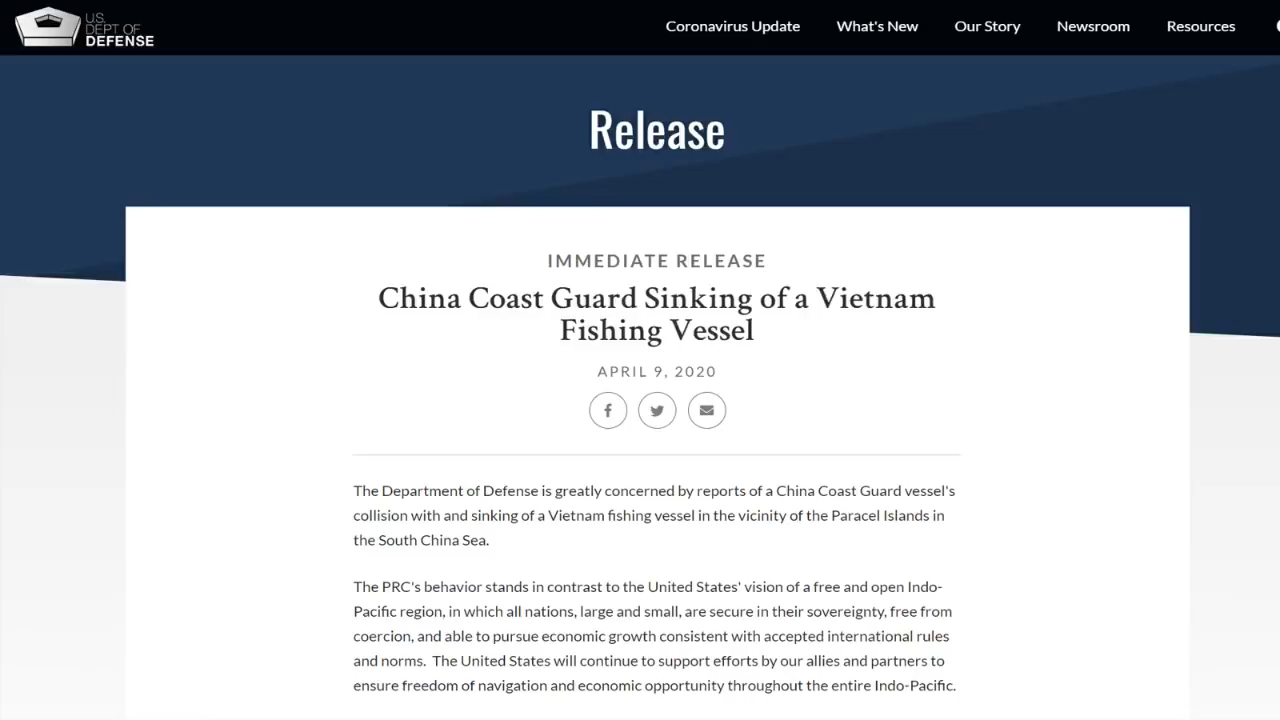 U.S.
DEPT OF
DEFENSE
Coronavirus Update What's New Our Story Newsroom Resources
Release
IMMEDIATE RELEASE
China Coast Guard Sinking of a Vietnam
Fishing Vessel
APRIL 9, 2020
The Department of Defense is greatly concerned by reports of a China Coast Guard vessel's
collision with and sinking of a Vietnam fishing vessel in the vicinity of the Paracel Islands in
the South China Sea.
The PRC's behavior stands in contrast to the United States' vision of a free and open Indo-
Pacific region, in which all nations, large and small, are secure in their sovereignty, free from
coercion, and able to pursue economic growth consistent with accepted international rules
and norms.  The United States will continue to support efforts by our allies and partners to
ensure freedom of navigation and economic opportunity throughout the entire Indo-Pacific.